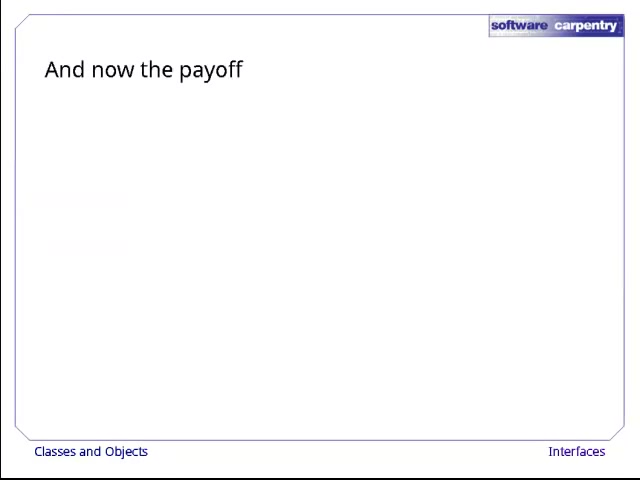 software carpentry
And now the payoff
Classes and Objects
Interfaces